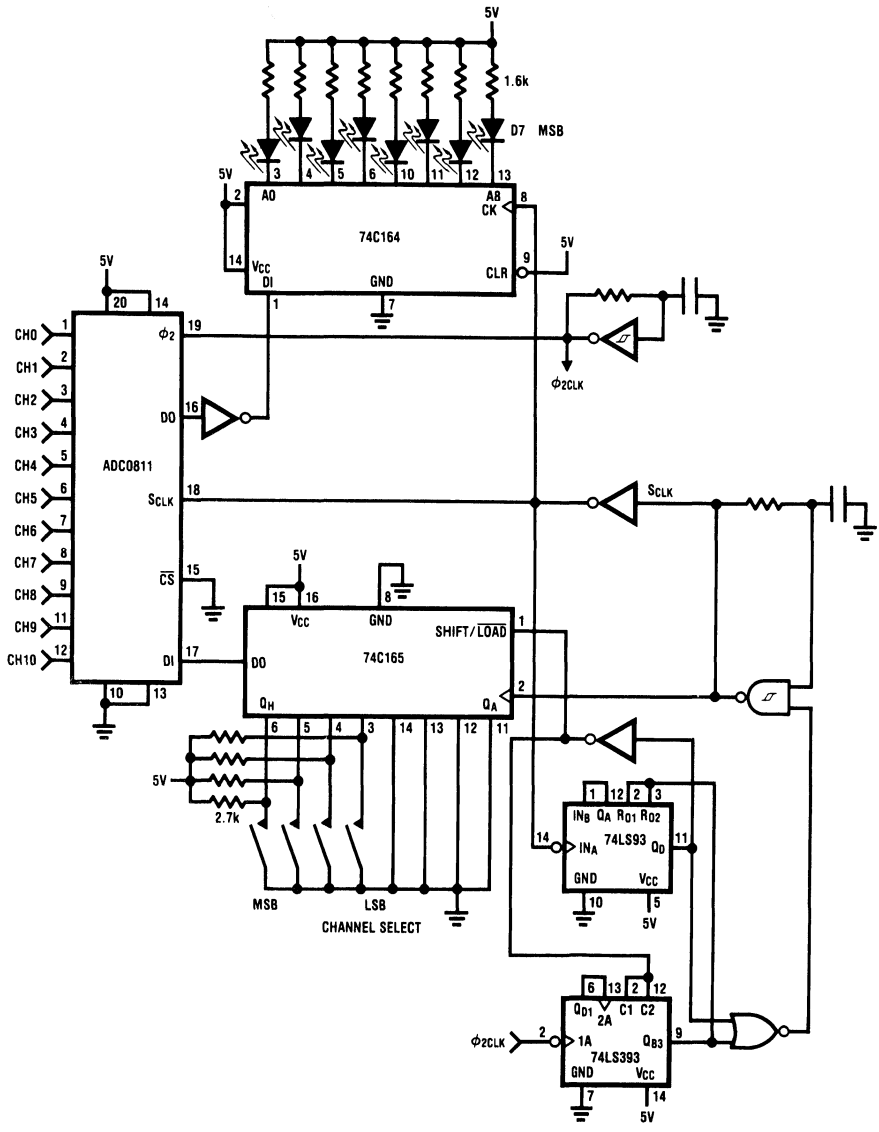 5V
1.6k
D7 MSB
5V
3 4 5 6 10 11 12 13
2 A0 A8 8
CK
74C164
5V
9
14 VCC GND CLR
DI
7
1
5V
20 14
CH0 1 ϕ2 19
ϕ2CLK
CH1 2
CH2 3
DO 16
CH3 4
CH4 5
ADC0811
CH5 6 SCLK 18 SCLK
CH6 7
CH7 8
CS 15
CH8 9
CH9 11
CH10 12 DI 17
10 13
5V
15 16 8
VCC GND
SHIFT/LOAD 1
74C165
DO
2
QH QA
6 5 4 3 14 13 12 11
5V
2.7k
MSB LSB
CHANNEL SELECT
1 12 2 3
INB QA R01 R02
74LS93
14 INA QD 11
GND VCC
10 5
5V
6 13 2 12
QD1 2A C1 C2
ϕ2CLK 2 1A QB3 9
74LS393
GND VCC
7 14
5V